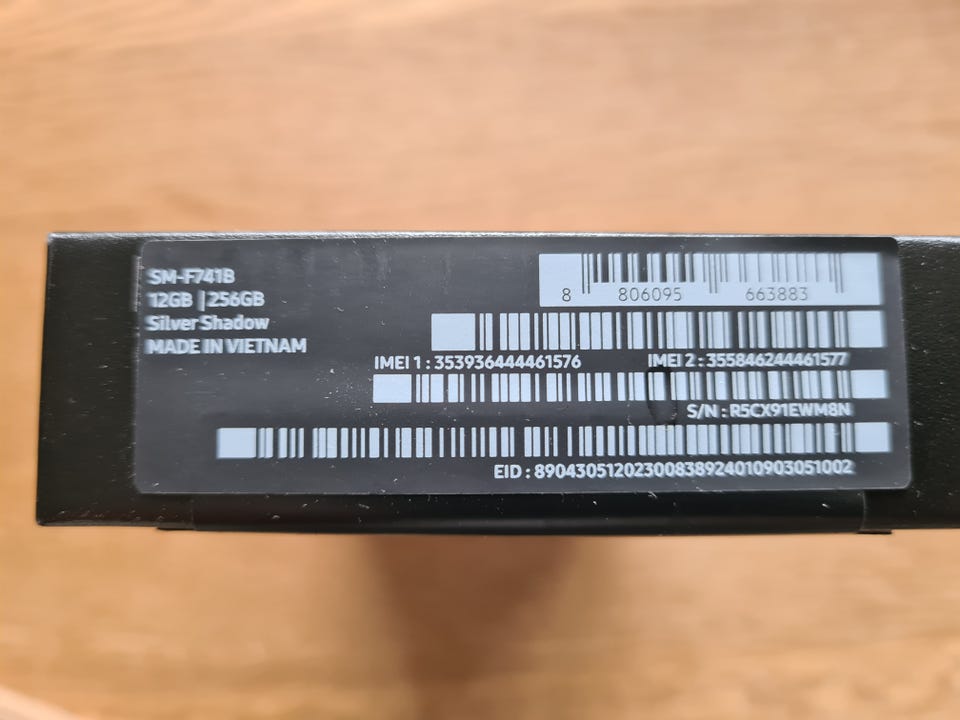 SM-F741B
12GB | 256GB
Silver Shadow
MADE IN VIETNAM
8 806095 663883
IMEI 1 : 353936444461576 IMEI 2 : 355846244461577
S/N : R5CX91EWM8N
EID : 89043051202300838924010903051002